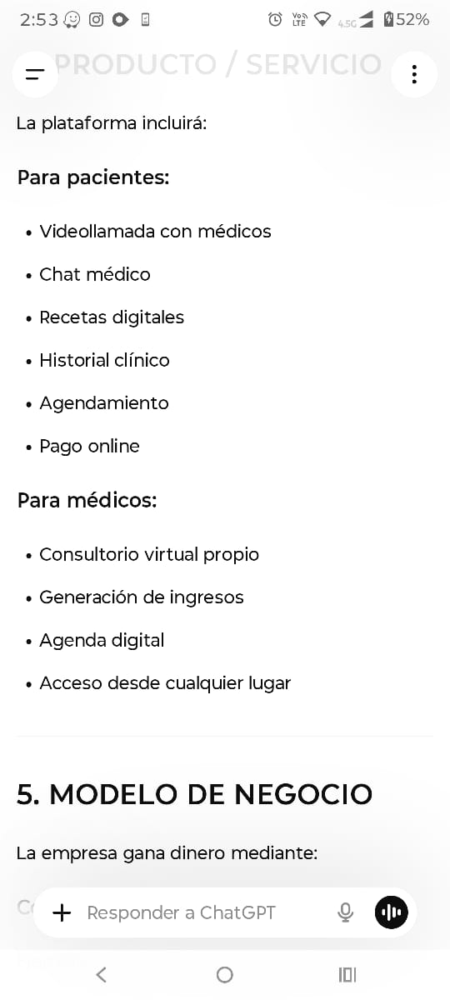 2:53 VoD LTE 4.5G 52%
PRODUCTO / SERVICIO
La plataforma incluirá:
Para pacientes:
• Videollamada con médicos
• Chat médico
• Recetas digitales
• Historial clínico
• Agendamiento
• Pago online
Para médicos:
• Consultorio virtual propio
• Generación de ingresos
• Agenda digital
• Acceso desde cualquier lugar
5. MODELO DE NEGOCIO
La empresa gana dinero mediante:
Responder a ChatGPT